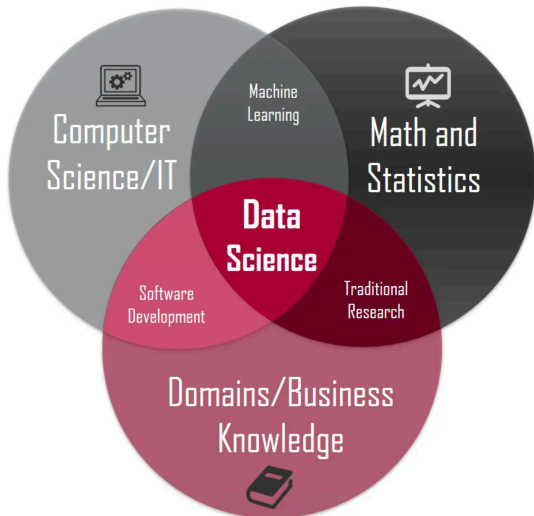 Computer
Science/IT
Machine
Learning
Math and
Statistics
Data
Science
Software
Development
Traditional
Research
Domains/Business
Knowledge